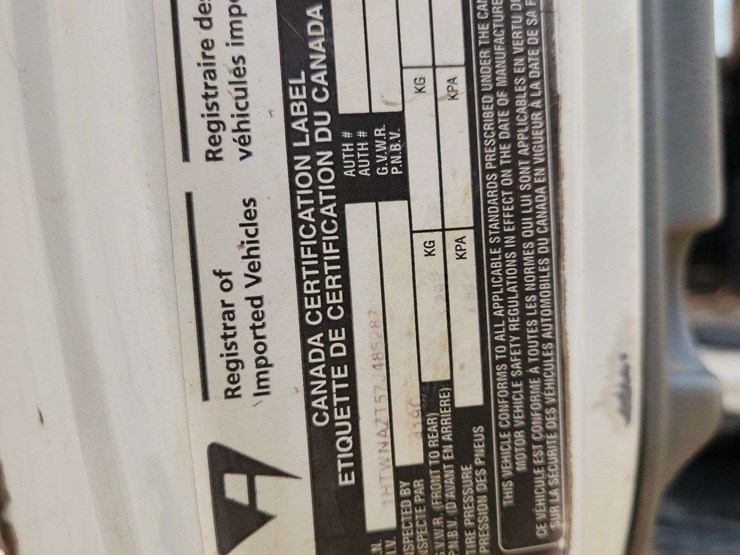 Registrar of
Imported Vehicles
Registraire des
véhicules impo
CANADA CERTIFICATION LABEL
ETIQUETTE DE CERTIFICATION DU CANADA
AUTH #
AUTH #
G.V.W.R.
P.N.B.V.
NSPECTED BY
NSPECTE PAR
G.V.W.R. (FRONT TO REAR)
P.N.B.V. (D'AVANT EN ARRIERE)
KG
KG
TIRE PRESSURE
PRESSION DES PNEUS
KPA
KPA
THIS VEHICLE CONFORMS TO ALL APPLICABLE STANDARDS PRESCRIBED UNDER THE CA
MOTOR VEHICLE SAFETY REGULATIONS IN EFFECT ON THE DATE OF MANUFACTURE
CE VÉHICULE EST CONFORME À TOUTES LES NORMES QUI LUI SONT APPLICABLES EN VERTU D
SUR LA SÉCURITÉ DES VÉHICULES AUTOMOBILES DU CANADA EN VIGUEUR À LA DATE DE SA F